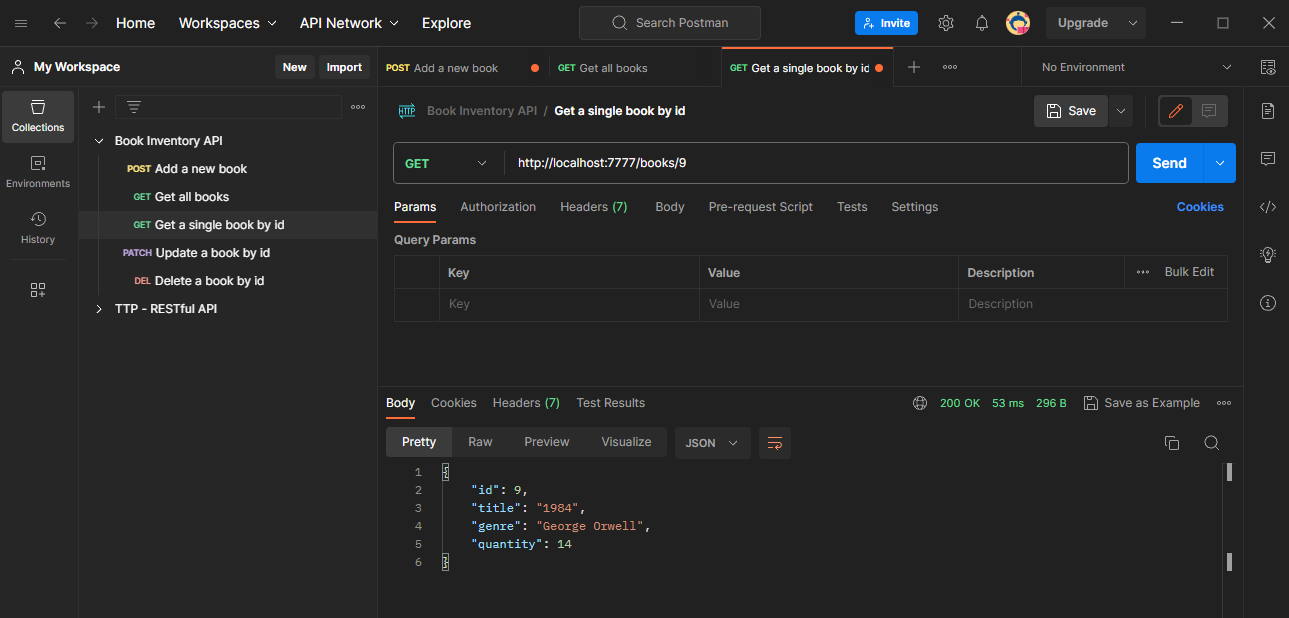 Home Workspaces API Network Explore Search Postman Invite Upgrade
My Workspace New Import POST Add a new book GET Get all books GET Get a single book by id No Environment
Collections
Environments
History
Book Inventory API
POST Add a new book
GET Get all books
GET Get a single book by id
PATCH Update a book by id
DEL Delete a book by id
TTP - RESTful API
HTTP Book Inventory API / Get a single book by id Save
GET http://localhost:7777/books/9 Send
Params Authorization Headers (7) Body Pre-request Script Tests Settings Cookies
Query Params
Key Value Description Bulk Edit
Key Value Description
Body Cookies Headers (7) Test Results 200 OK 53 ms 296 B Save as Example
Pretty Raw Preview Visualize JSON
1 {
2 "id": 9,
3 "title": "1984",
4 "genre": "George Orwell",
5 "quantity": 14
6 }